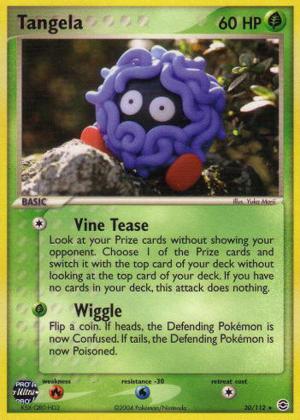 Tangela
60 HP
Illus. Yuka Morii
BASIC
Vine Tease
Look at your Prize cards without showing your
opponent. Choose 1 of the Prize cards and
switch it with the top card of your deck without
looking at the top card of your deck. If you have
no cards in your deck, this attack does nothing.
Wiggle
Flip a coin. If heads, the Defending Pokémon is
now Confused. If tails, the Defending Pokémon is
now Poisoned.
weakness
resistance -30
retreat cost
PRO
Ultra
PRO
©2004 Pokémon/Nintendo
30/112